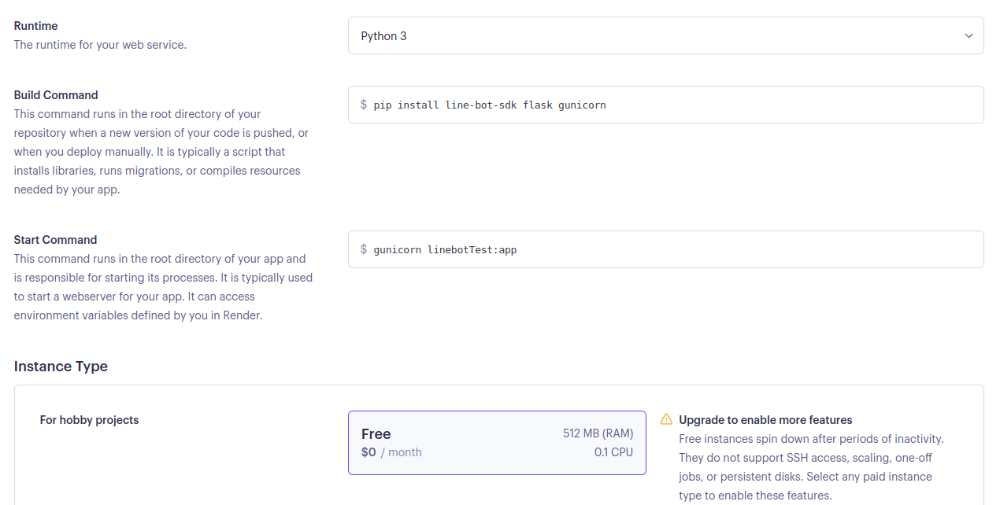 Runtime
The runtime for your web service.
Python 3
Build Command
This command runs in the root directory of your
repository when a new version of your code is pushed, or
when you deploy manually. It is typically a script that
installs libraries, runs migrations, or compiles resources
needed by your app.
$ pip install line-bot-sdk flask gunicorn
Start Command
This command runs in the root directory of your app and
is responsible for starting its processes. It is typically used
to start a webserver for your app. It can access
environment variables defined by you in Render.
$ gunicorn linebotTest:app
Instance Type
For hobby projects
Free 512 MB (RAM)
$0 / month 0.1 CPU
Upgrade to enable more features
Free instances spin down after periods of inactivity.
They do not support SSH access, scaling, one-off
jobs, or persistent disks. Select any paid instance
type to enable these features.